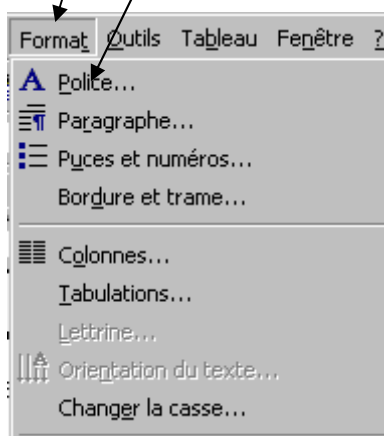 Format Outils Tableau Fenêtre ?
Police...
Paragraphe...
Puces et numéros...
Bordure et trame...
Colonnes...
Tabulations...
Lettrine...
Orientation du texte...
Changer la casse...